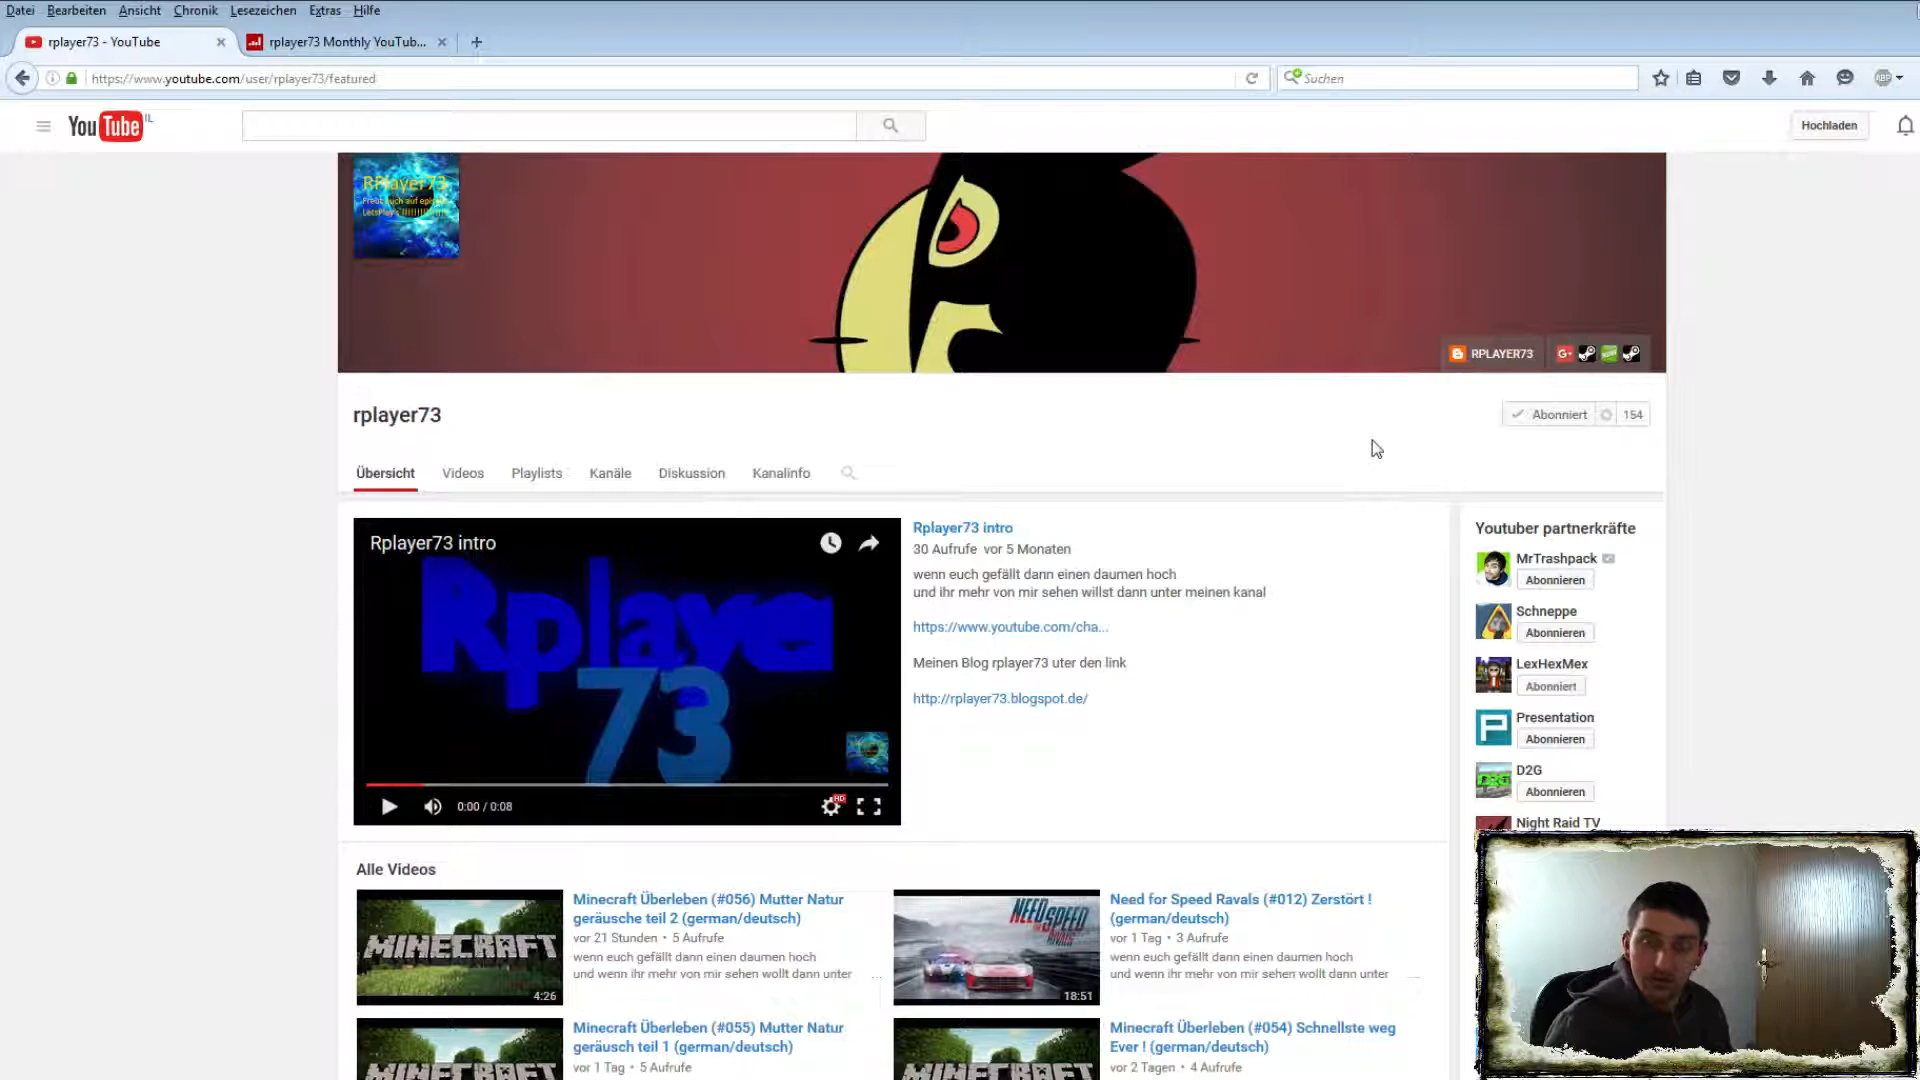 Datei Bearbeiten Ansicht Chronik Lesezeichen Extras Hilfe
rplayer73 - YouTube
rplayer73 Monthly YouTub...
https://www.youtube.com/user/rplayer73/featured
Suchen
ABP
YouTube IL
Hochladen
RPlayer73
RPLAYER73
G+
rplayer73
Abonniert 154
Übersicht Videos Playlists Kanäle Diskussion Kanalinfo
Rplayer73 intro
Rplaye
73
0:00 / 0:08
HD
Rplayer73 intro
30 Aufrufe vor 5 Monaten
wenn euch gefällt dann einen daumen hoch
und ihr mehr von mir sehen willst dann unter meinen kanal
https://www.youtube.com/cha...
Meinen Blog rplayer73 uter den link
http://rplayer73.blogspot.de/
Youtuber partnerkräfte
MrTrashpack
Abonnieren
Schneppe
Abonnieren
LexHexMex
Abonniert
Presentation
Abonnieren
D2G
Abonnieren
Night Raid TV
Alle Videos
MINECRAFT
4:26
Minecraft Überleben (#056) Mutter Natur
geräusche teil 2 (german/deutsch)
vor 21 Stunden • 5 Aufrufe
wenn euch gefällt dann einen daumen hoch
und wenn ihr mehr von mir sehen wollt dann unter
...
NEED FOR SPEED
RIVALS
18:51
Need for Speed Ravals (#012) Zerstört !
(german/deutsch)
vor 1 Tag • 3 Aufrufe
wenn euch gefällt dann einen daumen hoch
und wenn ihr mehr von mir sehen wollt dann unter
MINECRAFT
Minecraft Überleben (#055) Mutter Natur
geräusch teil 1 (german/deutsch)
vor 1 Tag • 5 Aufrufe
MINECRAFT
Minecraft Überleben (#054) Schnellste weg
Ever ! (german/deutsch)
vor 2 Tagen • 4 Aufrufe